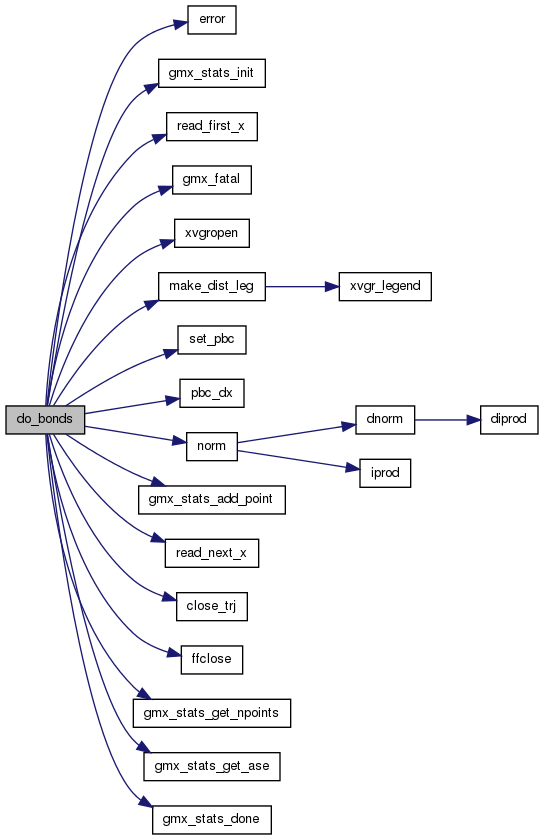 error
gmx_stats_init
read_first_x
gmx_fatal
xvgropen
make_dist_leg
xvgr_legend
set_pbc
pbc_dx
do_bonds
norm
dnorm
diprod
iprod
gmx_stats_add_point
read_next_x
close_trj
ffclose
gmx_stats_get_npoints
gmx_stats_get_ase
gmx_stats_done